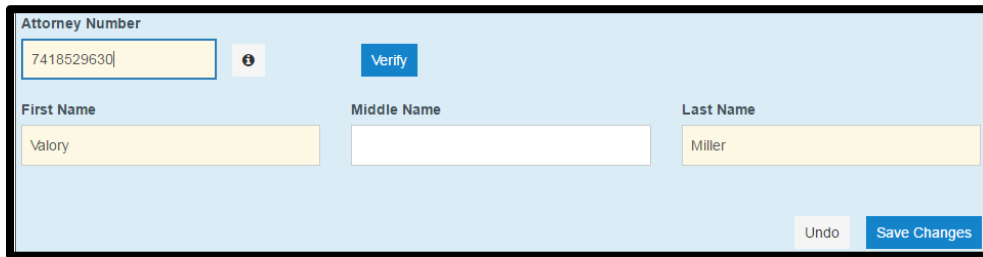 Attorney Number
7418529630 Verify
First Name Middle Name Last Name
Valory Miller
Undo Save Changes